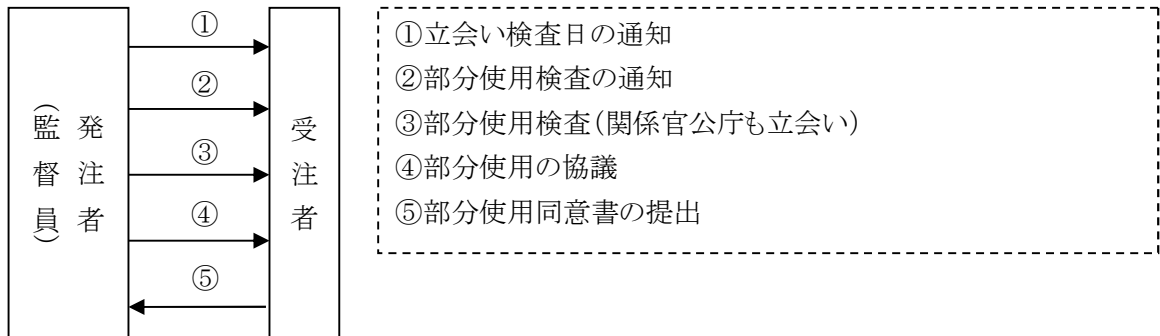 発注者
(監督員)
①
②
③
④
⑤
受注者
①立会い検査日の通知
②部分使用検査の通知
③部分使用検査(関係官公庁も立会い)
④部分使用の協議
⑤部分使用同意書の提出